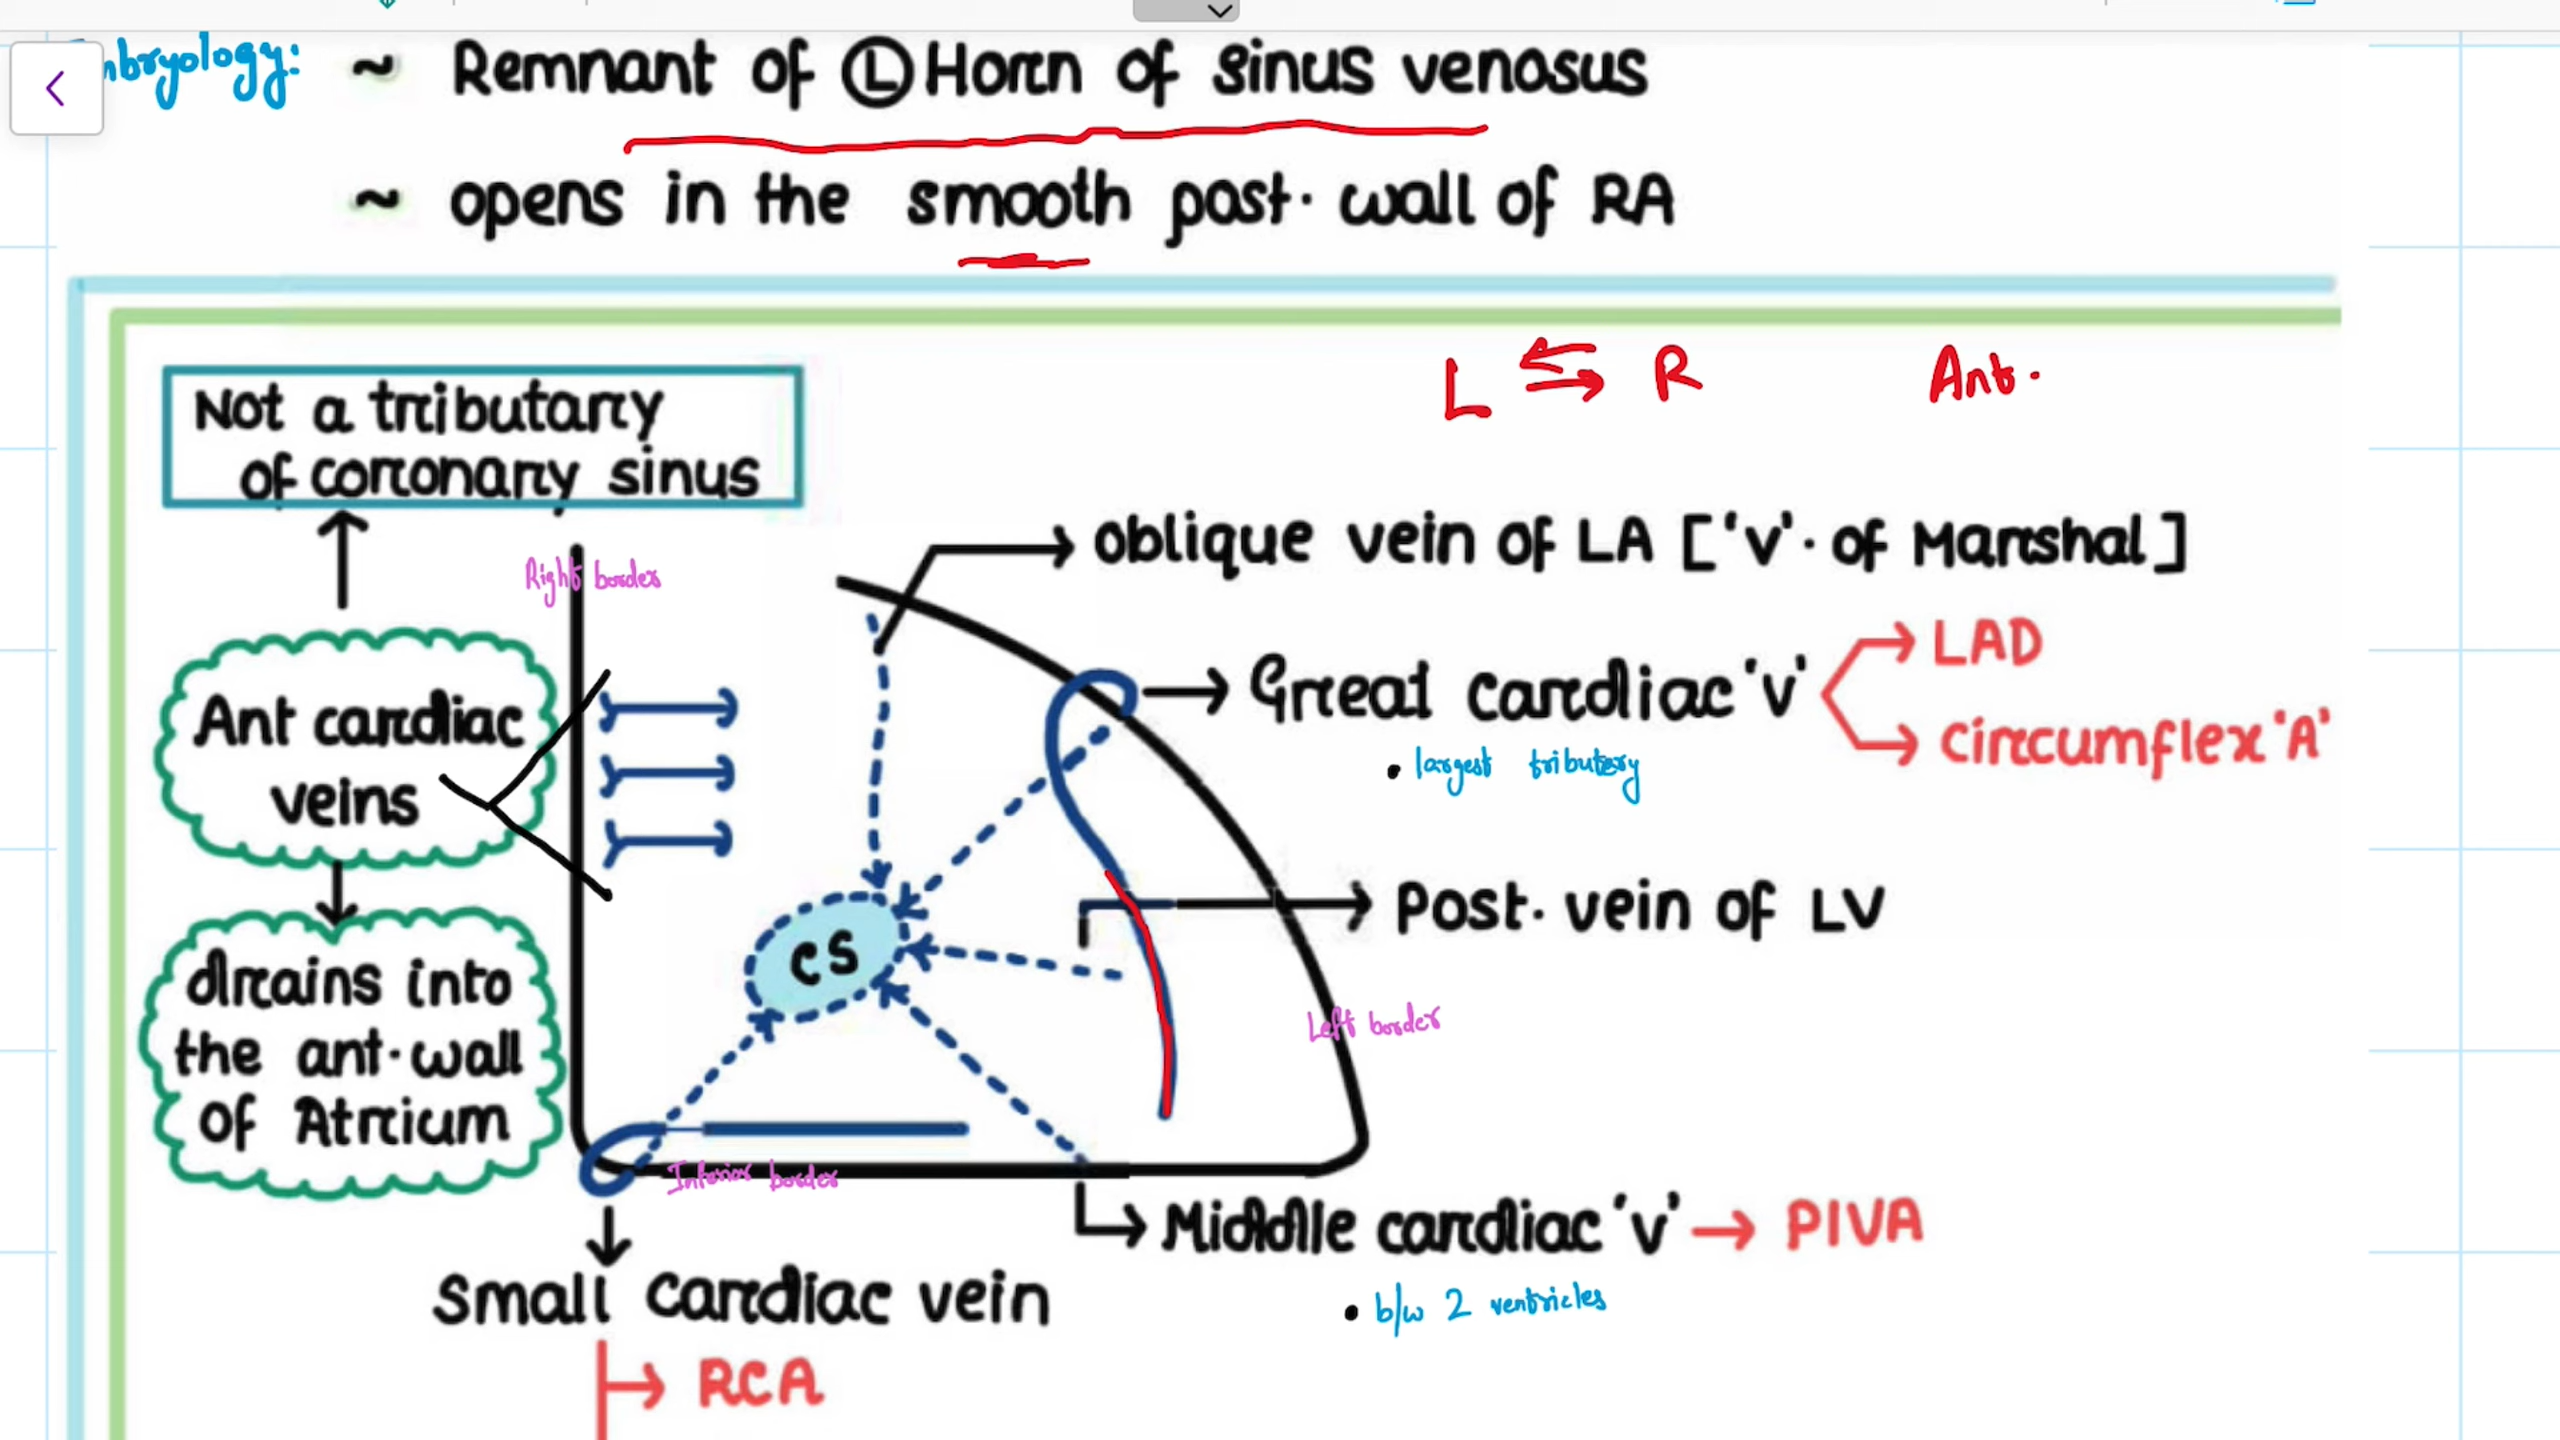 mbryology: ~ Remnant of Ⓛ Horn of sinus venosus
~ opens in the smooth post. wall of RA
L ⇄ R Ant.
Not a tributary
of coronary sinus
Right border
oblique vein of LA ['v'. of Marshal]
Great cardiac 'v' → LAD
→ circumflex 'A'
• largest tributery
Ant cardiac
veins
Post. vein of LV
CS
drains into
the ant. wall
of Atrium
Left border
Inferior border
Middle cardiac 'v' → PIVA
• b/w 2 ventricles
small cardiac vein
→ RCA